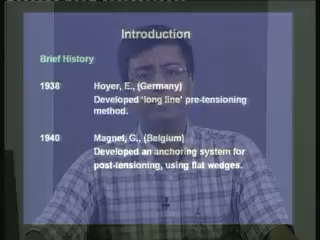 Introduction
Brief History
1938 Hoyer, E., (Germany)
Developed 'long line' pre-tensioning
method.
1940 Magnel, G., (Belgium)
Developed an anchoring system for
post-tensioning, using flat wedges.